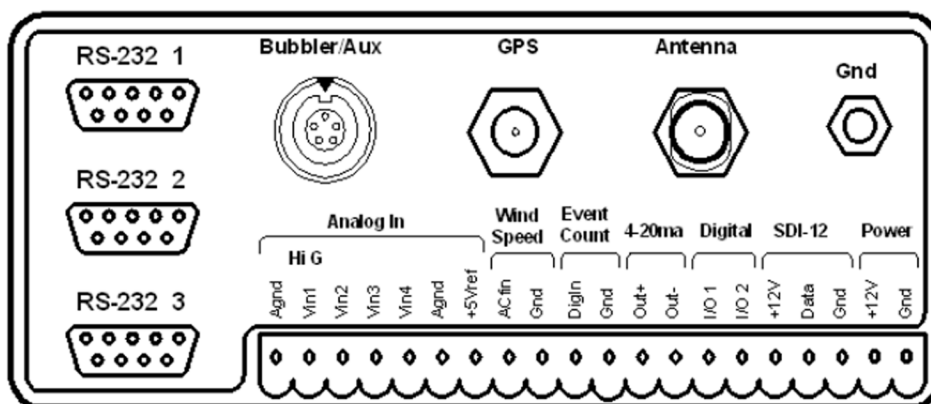 RS-232 1
Bubbler/Aux
GPS
Antenna
Gnd
RS-232 2
Analog In
Wind Speed
Event Count
4-20ma
Digital
SDI-12
Power
Hi G
RS-232 3
Agnd
Vin1
Vin2
Vin3
Vin4
Agnd
+5Vref
ACfin
Gnd
DigIn
Gnd
Out+
Out-
I/O 1
I/O 2
+12V
Data
Gnd
+12V
Gnd